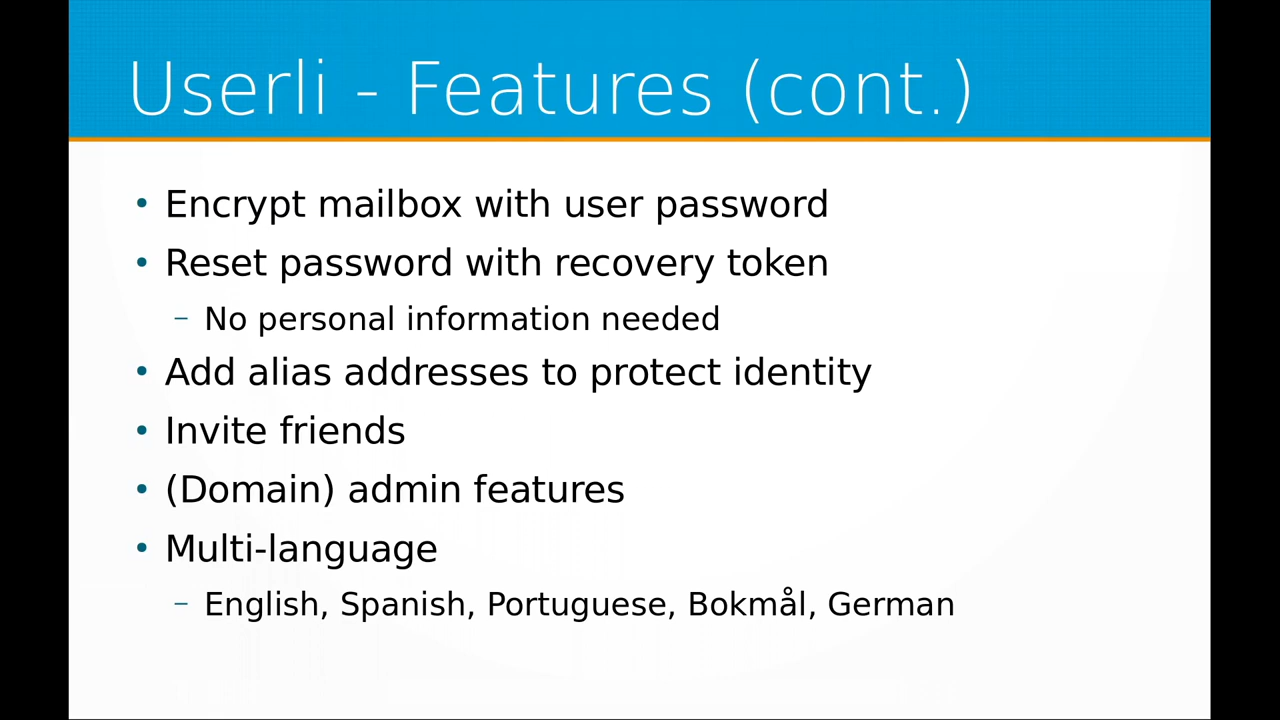 Userli - Features (cont.)
• Encrypt mailbox with user password
• Reset password with recovery token
– No personal information needed
• Add alias addresses to protect identity
• Invite friends
• (Domain) admin features
• Multi-language
– English, Spanish, Portuguese, Bokmål, German